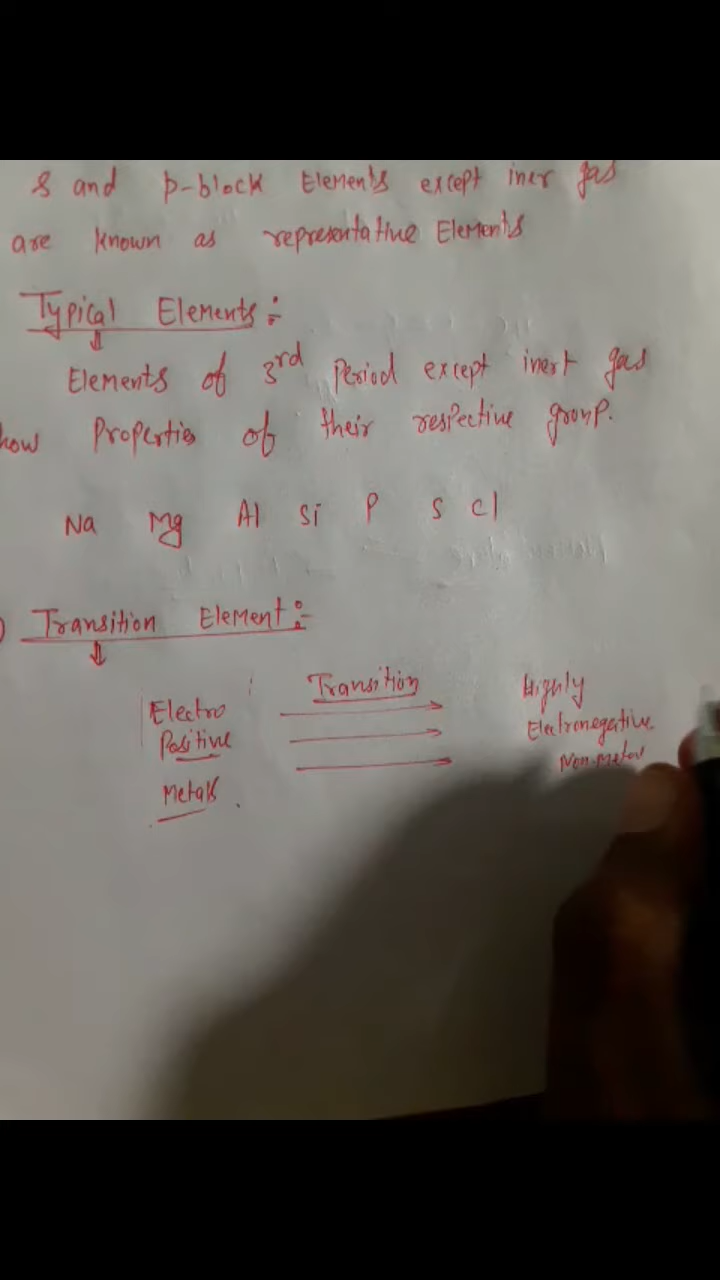 s and p-block Elements except iner gas
are known as representative Elements
Typical Elements:
Elements of 3rd Period except inert gas
how Properties of their respective group.
Na Mg Al Si P S Cl
) Transition Element:-
Electro Positive Metals
Transition
Highly Electronegative Non-metal